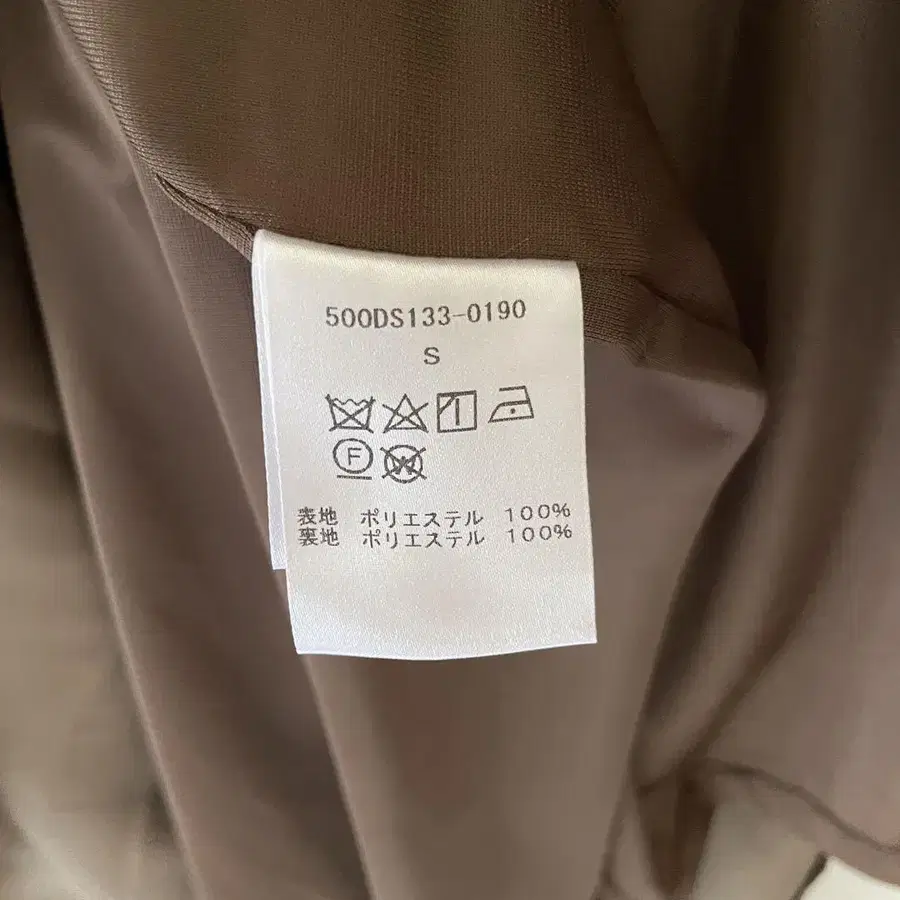 500DS133-0190
S
F
W
表地 ポリエステル 100%
裏地 ポリエステル 100%